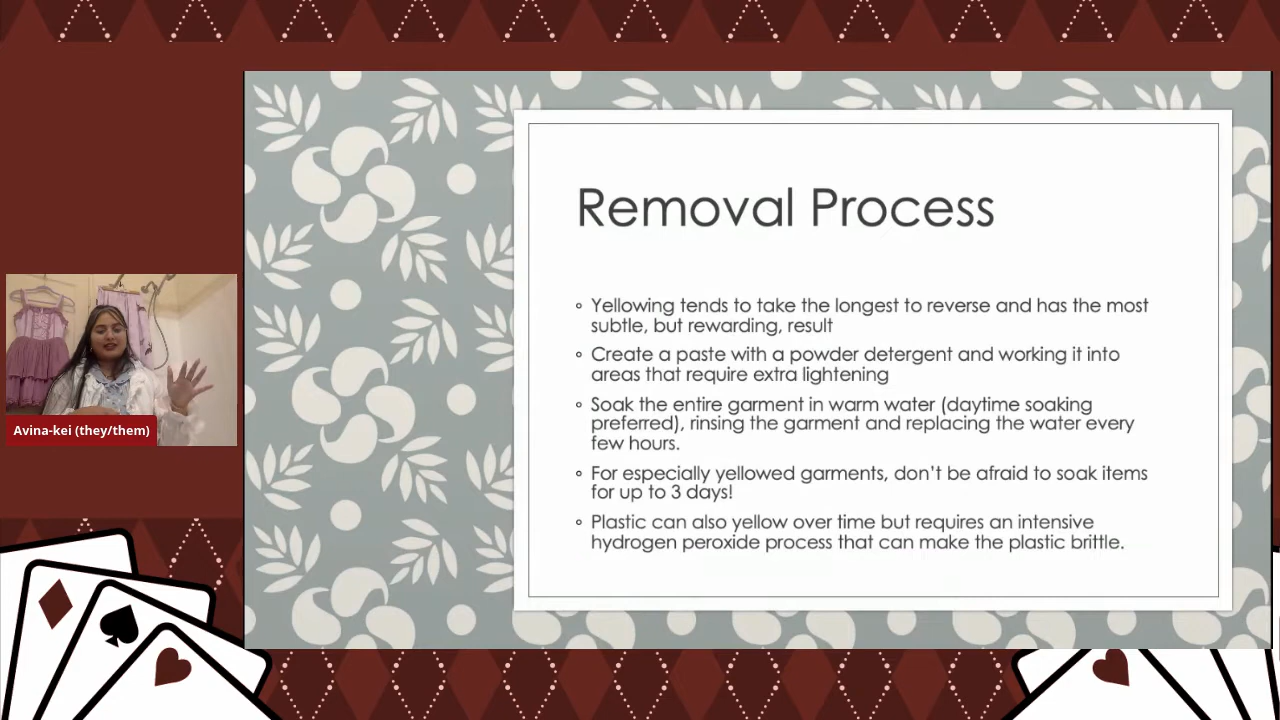 Removal Process
◦ Yellowing tends to take the longest to reverse and has the most
subtle, but rewarding, result
◦ Create a paste with a powder detergent and working it into
areas that require extra lightening
◦ Soak the entire garment in warm water (daytime soaking
preferred), rinsing the garment and replacing the water every
few hours.
◦ For especially yellowed garments, don't be afraid to soak items
for up to 3 days!
◦ Plastic can also yellow over time but requires an intensive
hydrogen peroxide process that can make the plastic brittle.
Avina-kei (they/them)